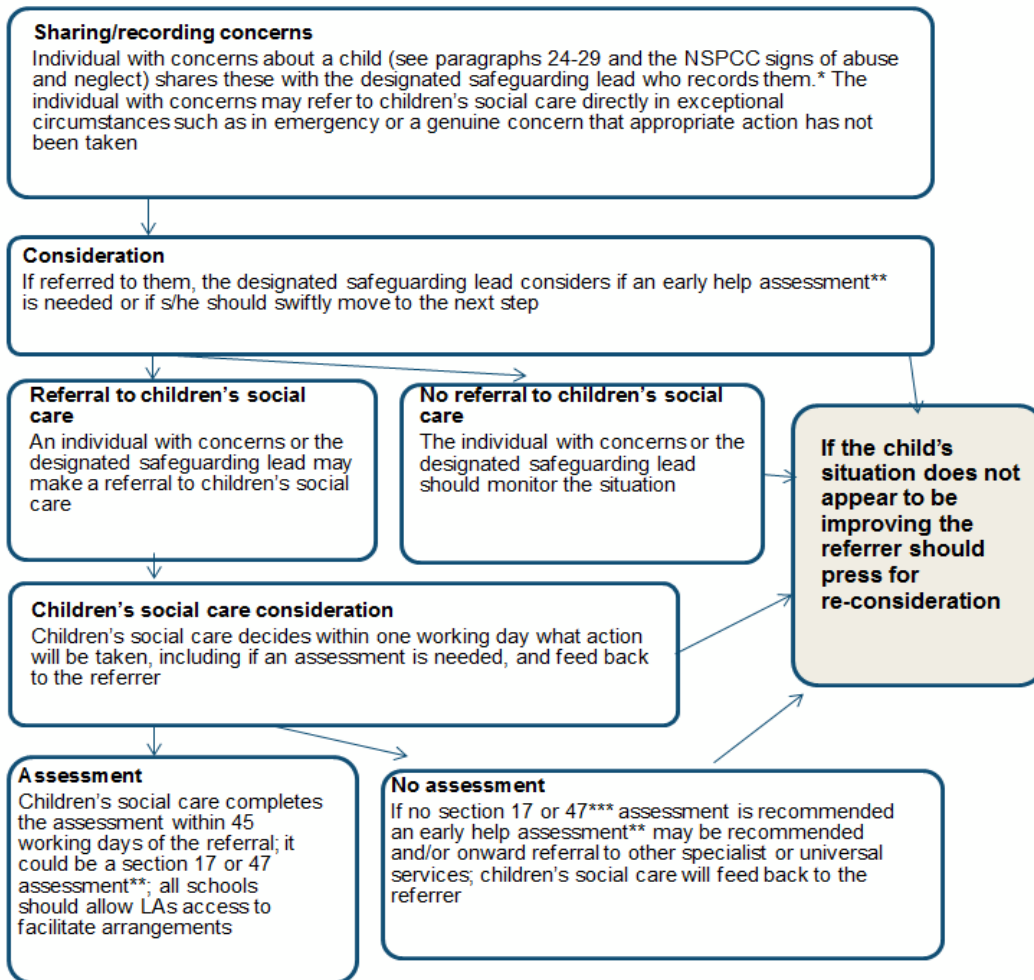 Sharing/recording concerns
Individual with concerns about a child (see paragraphs 24-29 and the NSPCC signs of abuse
and neglect) shares these with the designated safeguarding lead who records them.* The
individual with concerns may refer to children's social care directly in exceptional
circumstances such as in emergency or a genuine concern that appropriate action has not
been taken
Consideration
If referred to them, the designated safeguarding lead considers if an early help assessment**
is needed or if s/he should swiftly move to the next step
Referral to children's social
care
An individual with concerns or the
designated safeguarding lead may
make a referral to children's social
care
No referral to children's social
care
The individual with concerns or the
designated safeguarding lead
should monitor the situation
If the child's
situation does not
appear to be
improving the
referrer should
press for
re-consideration
Children's social care consideration
Children's social care decides within one working day what action
will be taken, including if an assessment is needed, and feed back
to the referrer
Assessment
Children's social care completes
the assessment within 45
working days of the referral; it
could be a section 17 or 47
assessment**; all schools
should allow LAs access to
facilitate arrangements
No assessment
If no section 17 or 47*** assessment is recommended
an early help assessment** may be recommended
and/or onward referral to other specialist or universal
services; children's social care will feed back to the
referrer